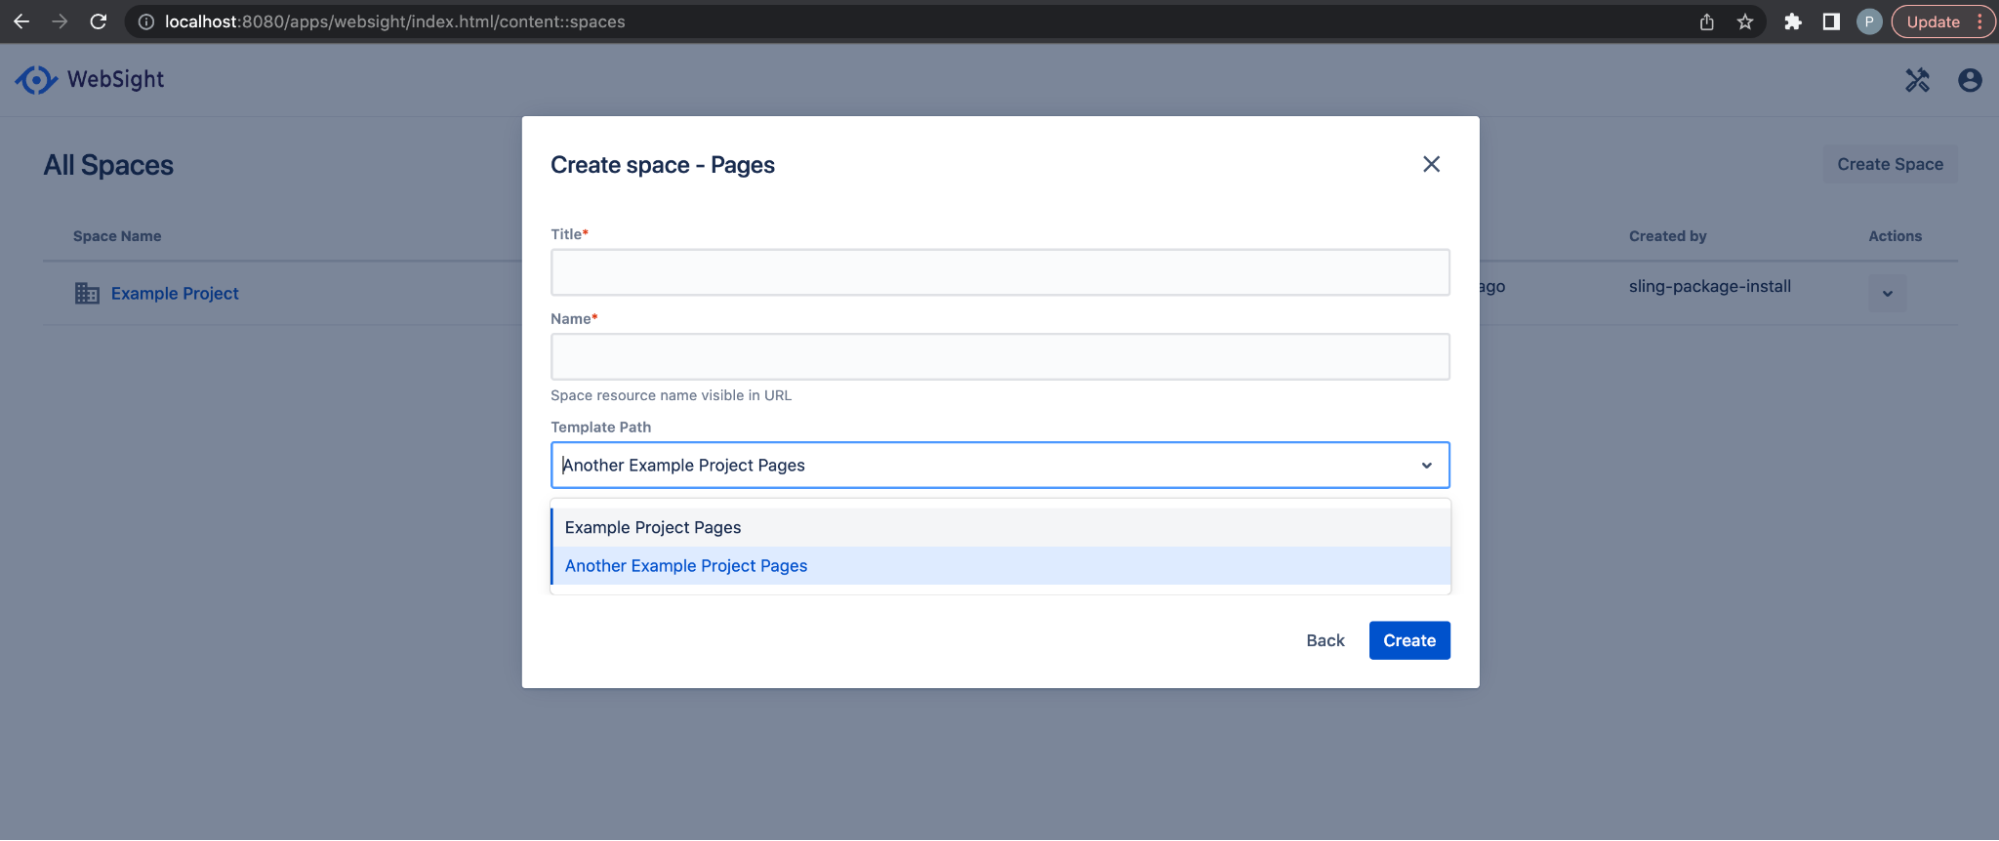 localhost:8080/apps/websight/index.html/content::spaces
P
Update
WebSight
All Spaces
Create Space
Space Name
Created by
Actions
Example Project
ago
sling-package-install
Create space - Pages
Title*
Name*
Space resource name visible in URL
Template Path
Another Example Project Pages
Example Project Pages
Another Example Project Pages
Back
Create